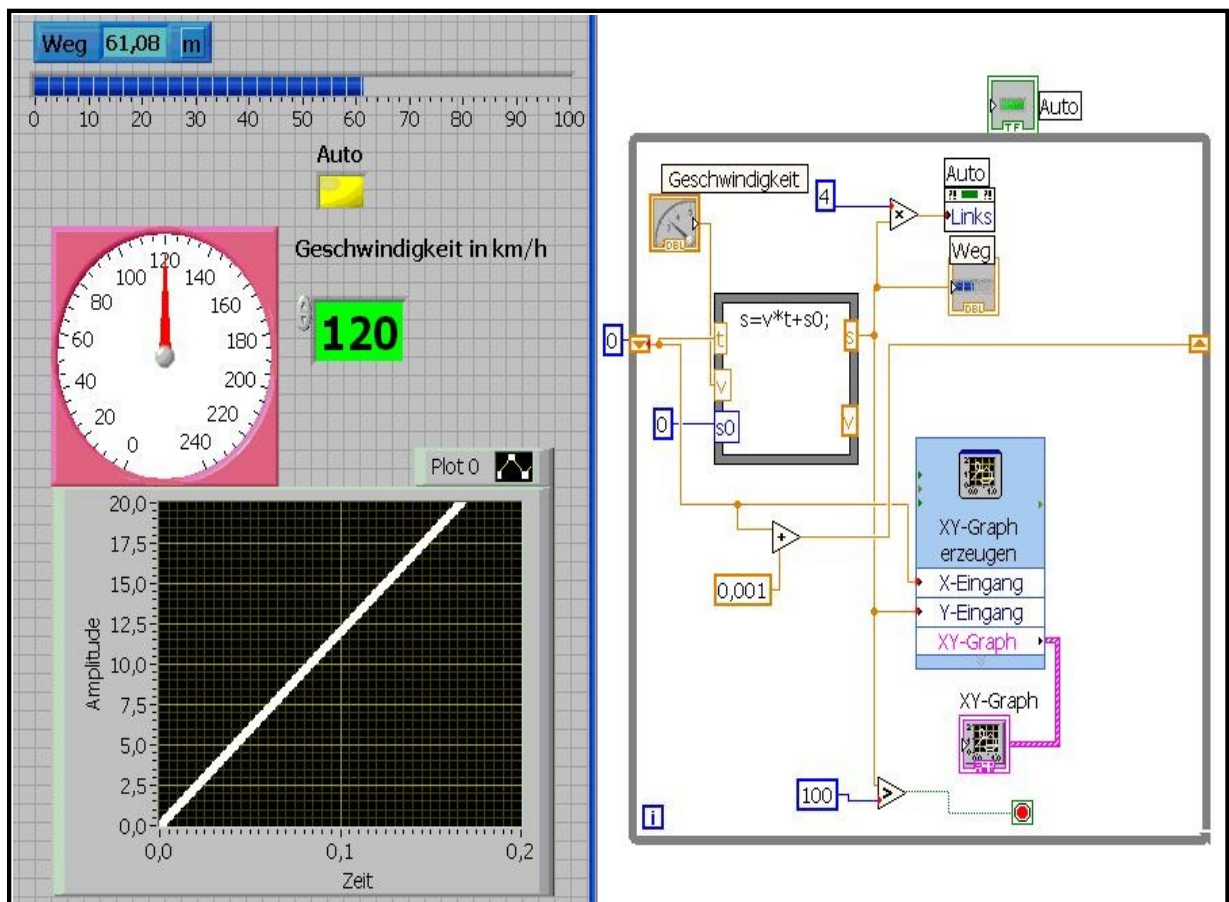 Weg 61,08 m
0 10 20 30 40 50 60 70 80 90 100
Auto
Geschwindigkeit in km/h
120
0 20 40 60 80 100 120 140 160 180 200 220 240
Plot 0
Amplitude
20,0
17,5
15,0
12,5
10,0
7,5
5,0
2,5
0,0
0,0 0,1 0,2
Zeit
Auto
TF
Geschwindigkeit
DBL
4
x
Auto
Links
Weg
DBL
s=v*t+s0;
0
t
s
v
0
s0
v
+
0,001
XY-Graph
erzeugen
X-Eingang
Y-Eingang
XY-Graph
XY-Graph
100
>
i